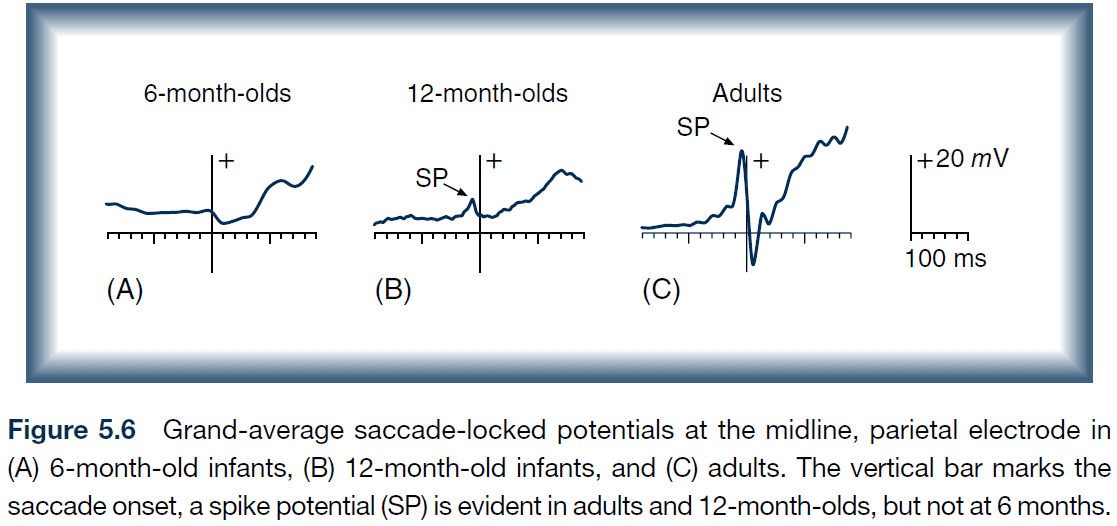 6-month-olds
12-month-olds
Adults
+
SP
+
SP
+
+20 mV
100 ms
(A)
(B)
(C)
Figure 5.6 Grand-average saccade-locked potentials at the midline, parietal electrode in
(A) 6-month-old infants, (B) 12-month-old infants, and (C) adults. The vertical bar marks the
saccade onset, a spike potential (SP) is evident in adults and 12-month-olds, but not at 6 months.